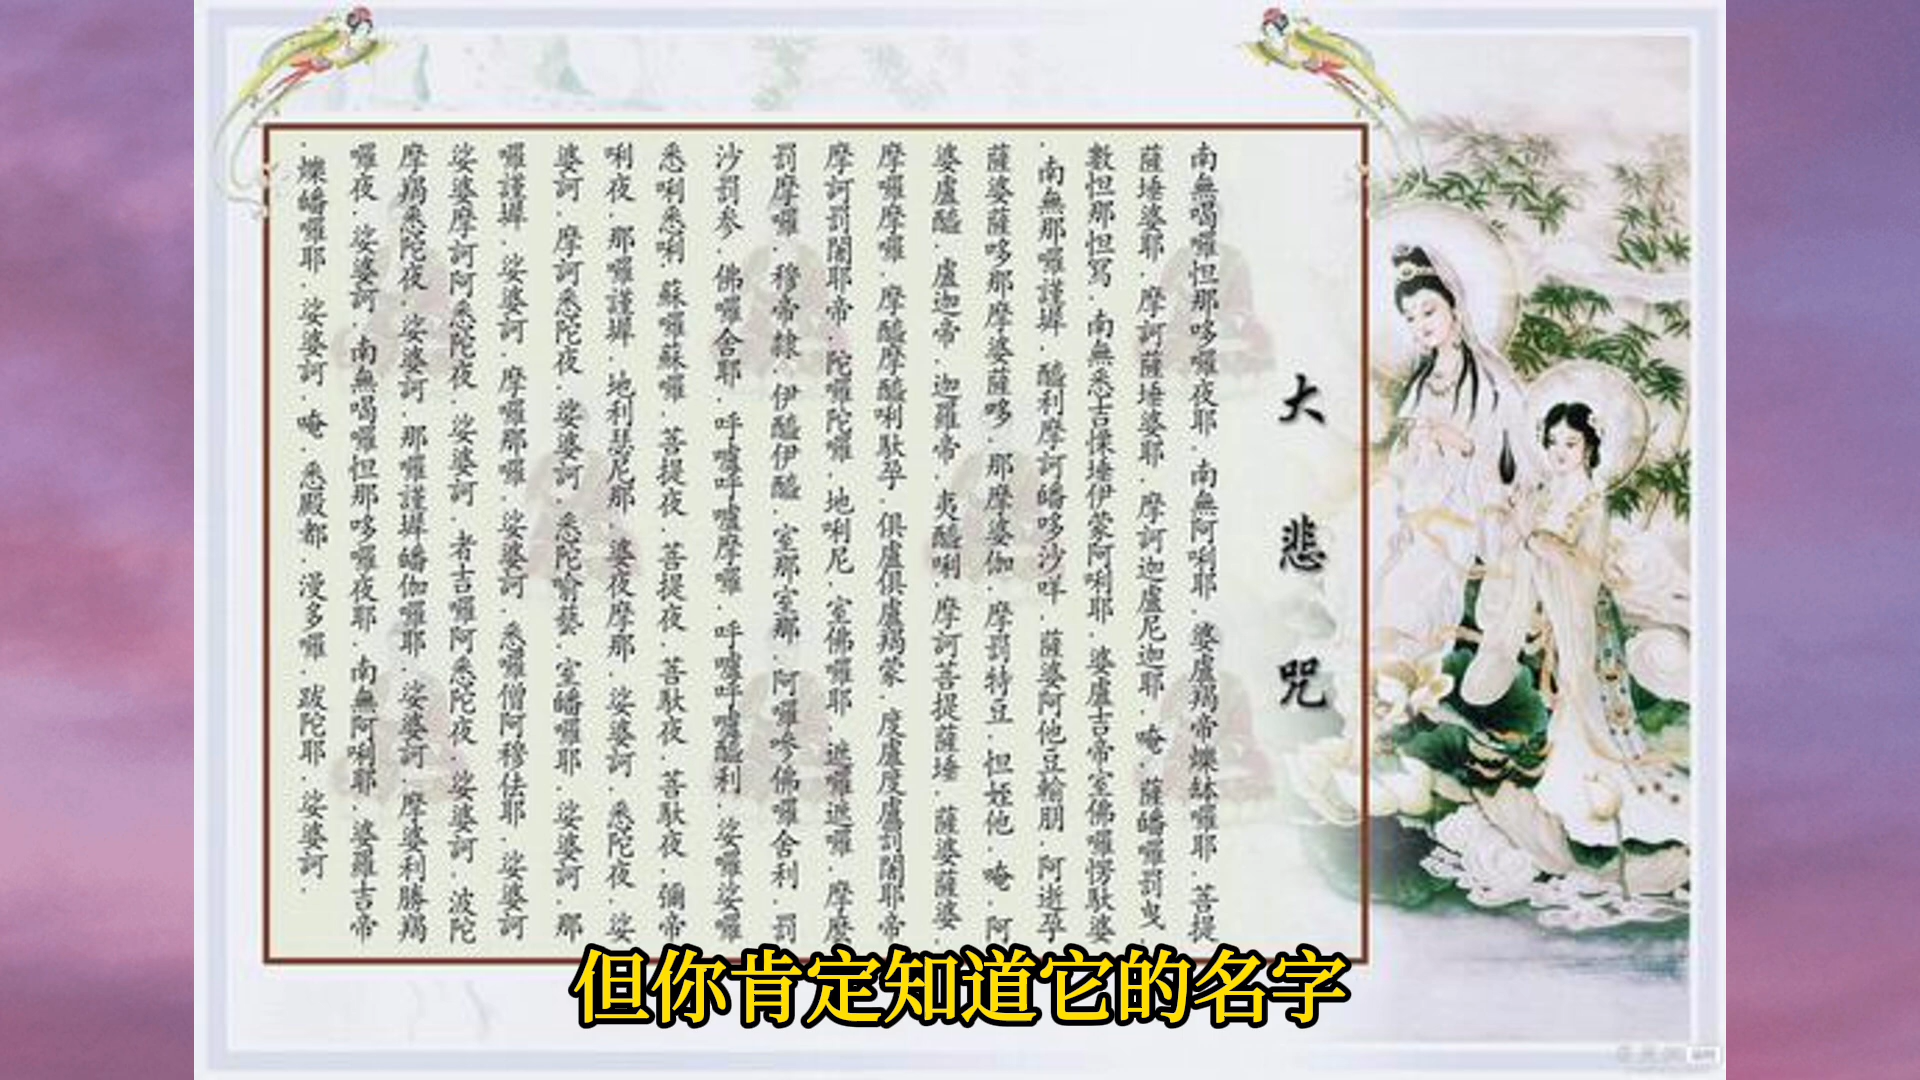 大悲咒
南無喝囉怛那哆囉夜耶．南無阿唎耶．婆盧羯帝爍缽囉耶．菩提
薩埵婆耶．摩訶薩埵婆耶．摩訶迦盧尼迦耶．唵．薩皤囉罰曳．
數怛那怛寫．南無悉吉慄埵伊蒙阿唎耶．婆盧吉帝室佛囉愣馱婆
．南無那囉謹墀．醯利摩訶皤哆沙咩．薩婆阿他豆輸朋．阿逝孕
薩婆薩哆那摩婆薩哆．那摩婆伽．摩罰特豆．怛姪他．唵．阿
婆盧醯．盧迦帝．迦羅帝．夷醯唎．摩訶菩提薩埵．薩婆薩婆
摩囉摩囉．摩醯摩醯唎馱孕．俱盧俱盧羯蒙．度盧度盧罰闍耶帝
摩訶罰闍耶帝．陀囉陀囉．地唎尼．室佛囉耶．遮囉遮囉．摩麼
罰摩囉．穆帝隸．伊醯伊醯．室那室那．阿囉嘇佛囉舍利．罰
沙罰參．佛囉舍耶．呼嚧呼嚧摩囉．呼嚧呼嚧醯利．娑囉娑囉
悉唎悉唎．蘇嚧蘇嚧．菩提夜．菩提夜．菩馱夜．菩馱夜．彌帝
唎夜．那囉謹墀．地利瑟尼那．婆夜摩那．娑婆訶．悉陀夜．娑
婆訶．摩訶悉陀夜．娑婆訶．悉陀喻藝．室皤囉耶．娑婆訶．那
囉謹墀．娑婆訶．摩囉那囉．娑婆訶．悉囉僧阿穆佉耶．娑婆訶
娑婆摩訶阿悉陀夜．娑婆訶．者吉囉阿悉陀夜．娑婆訶．波陀
摩羯悉陀夜．娑婆訶．那囉謹墀皤伽囉耶．娑婆訶．摩婆利勝羯
囉夜．娑婆訶．南無喝囉怛那哆囉夜耶．南無阿唎耶．婆羅吉帝
．爍皤囉耶．娑婆訶．唵．悉殿都．漫多囉．跋陀耶．娑婆訶．
但你肯定知道它的名字